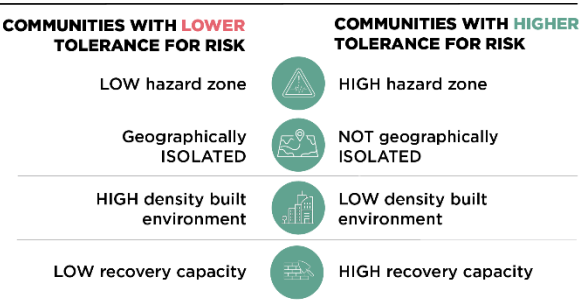 COMMUNITIES WITH LOWER
TOLERANCE FOR RISK
COMMUNITIES WITH HIGHER
TOLERANCE FOR RISK
LOW hazard zone
HIGH hazard zone
Geographically
ISOLATED
NOT geographically
ISOLATED
HIGH density built
environment
LOW density built
environment
LOW recovery capacity
HIGH recovery capacity